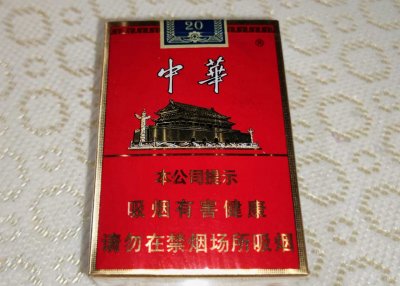 20
中華
®
本公司提示
吸烟有害健康
请勿在禁烟场所吸烟